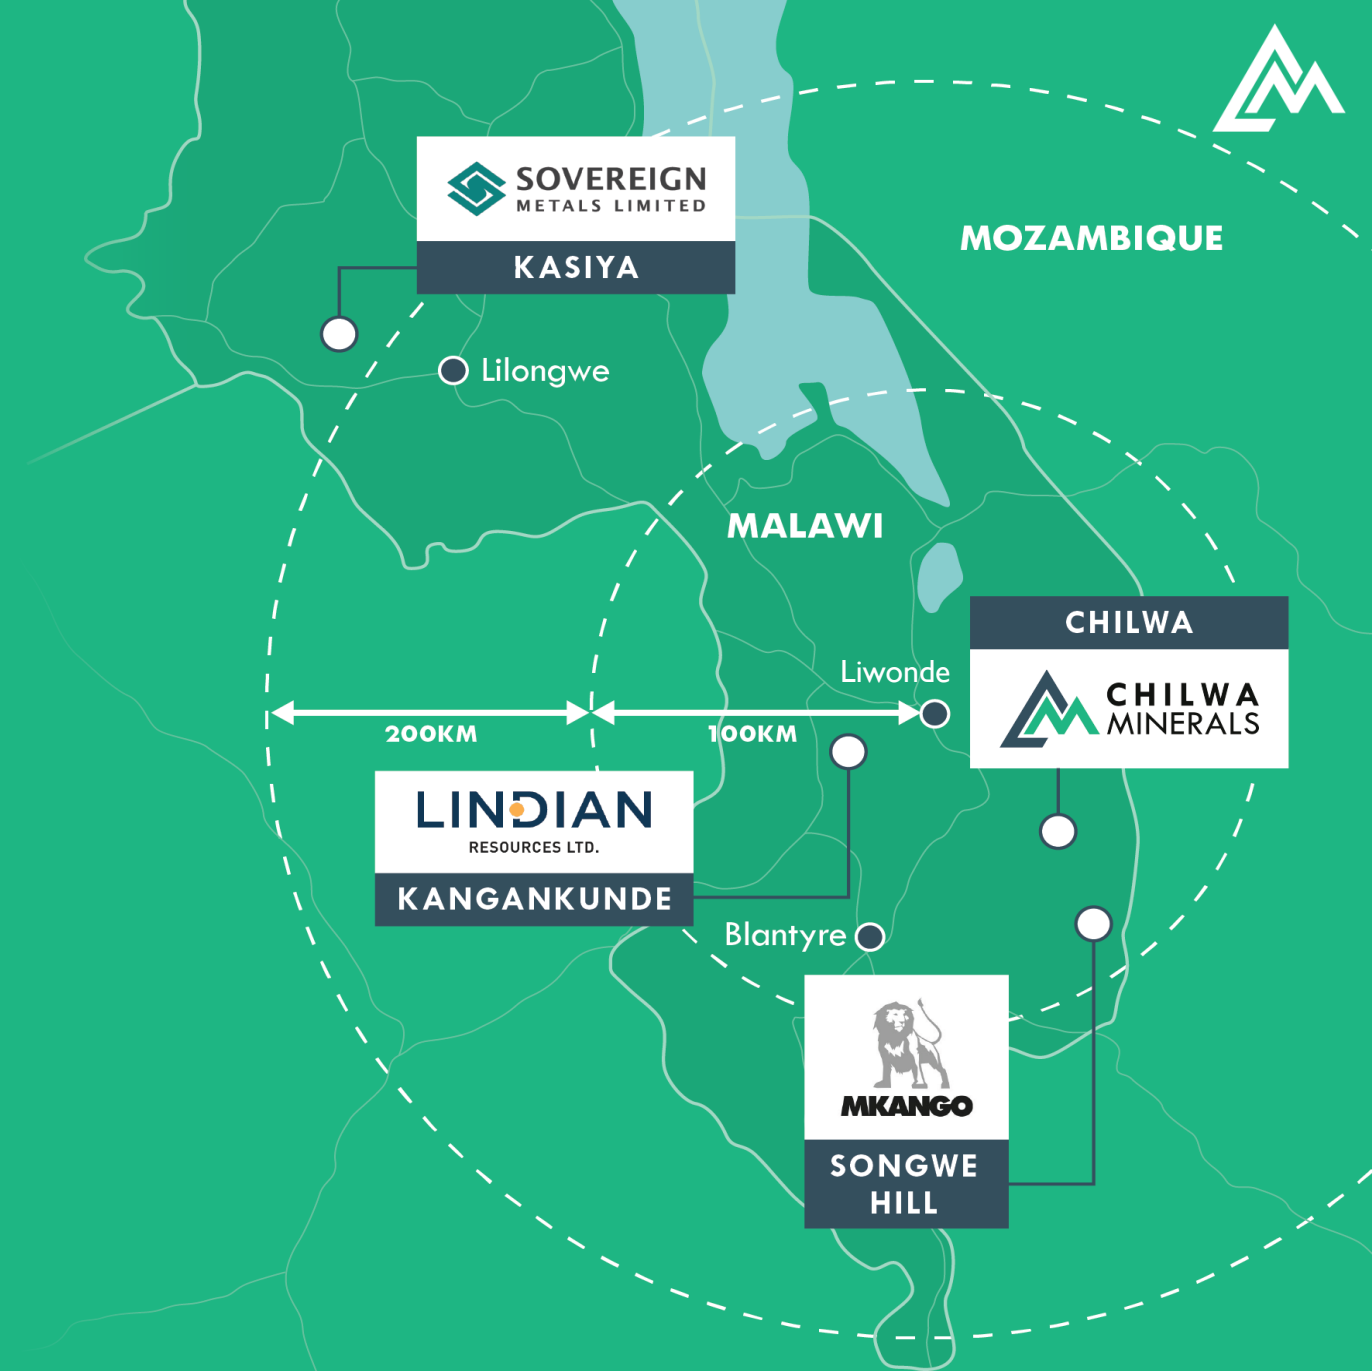 SOVEREIGN
METALS LIMITED
KASIYA
MOZAMBIQUE
Lilongwe
MALAWI
CHILWA
Liwonde
CHILWA
MINERALS
200KM
100KM
LINDIAN
RESOURCES LTD.
KANGANKUNDE
Blantyre
MKANGO
SONGWE
HILL